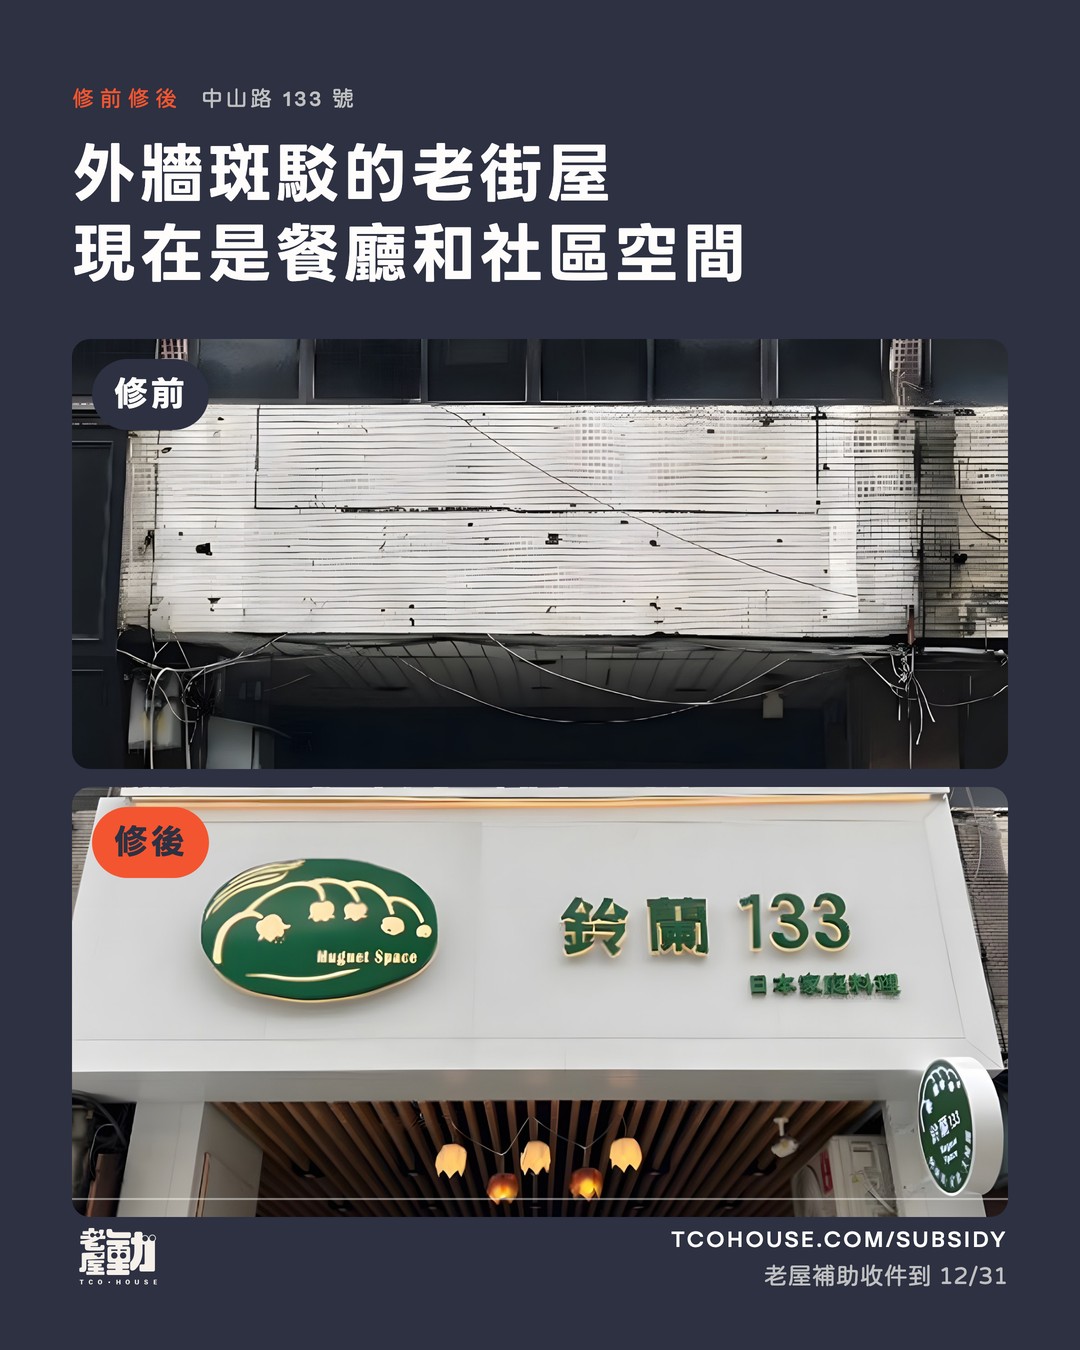 修前修後 中山路 133 號
外牆斑駁的老街屋
現在是餐廳和社區空間
修前
修後
Muguet Space
鈴蘭 133
日本家庭料理
鈴蘭133
Muguet
Space
老屋動
TCO·HOUSE
TCOHOUSE.COM/SUBSIDY
老屋補助收件到 12/31